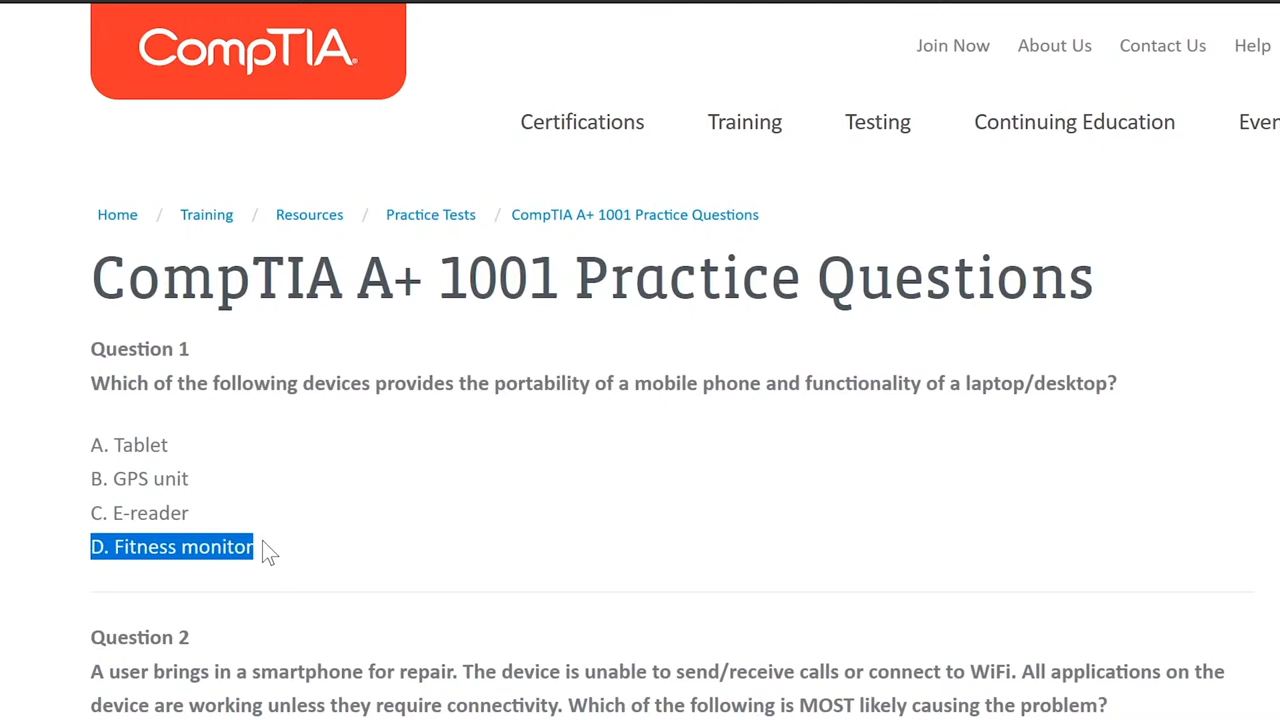 CompTIA.
Join Now About Us Contact Us Help
Certifications Training Testing Continuing Education
Home / Training / Resources / Practice Tests / CompTIA A+ 1001 Practice Questions
CompTIA A+ 1001 Practice Questions
Question 1
Which of the following devices provides the portability of a mobile phone and functionality of a laptop/desktop?
A. Tablet
B. GPS unit
C. E-reader
D. Fitness monitor
Question 2
A user brings in a smartphone for repair. The device is unable to send/receive calls or connect to WiFi. All applications on the
device are working unless they require connectivity. Which of the following is MOST likely causing the problem?